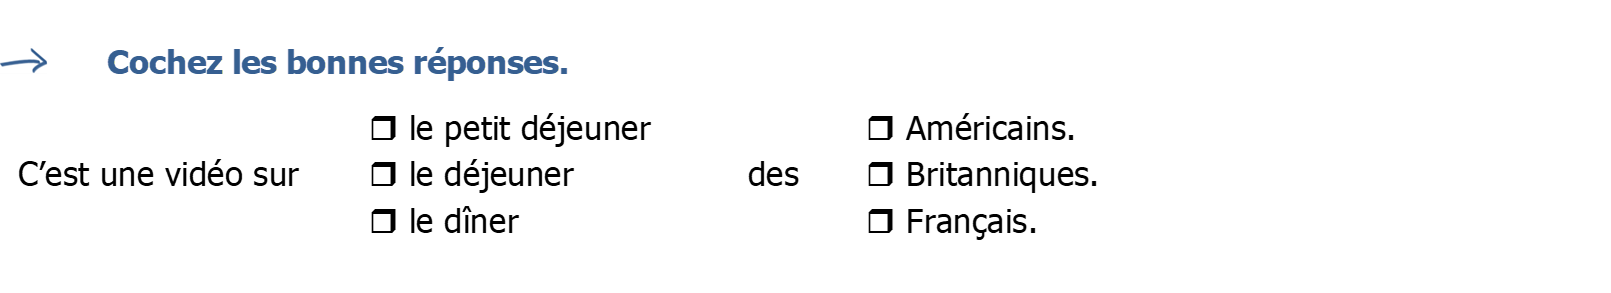 Cochez les bonnes réponses.
❒ le petit déjeuner ❒ Américains.
C’est une vidéo sur ❒ le déjeuner des ❒ Britanniques.
❒ le dîner ❒ Français.